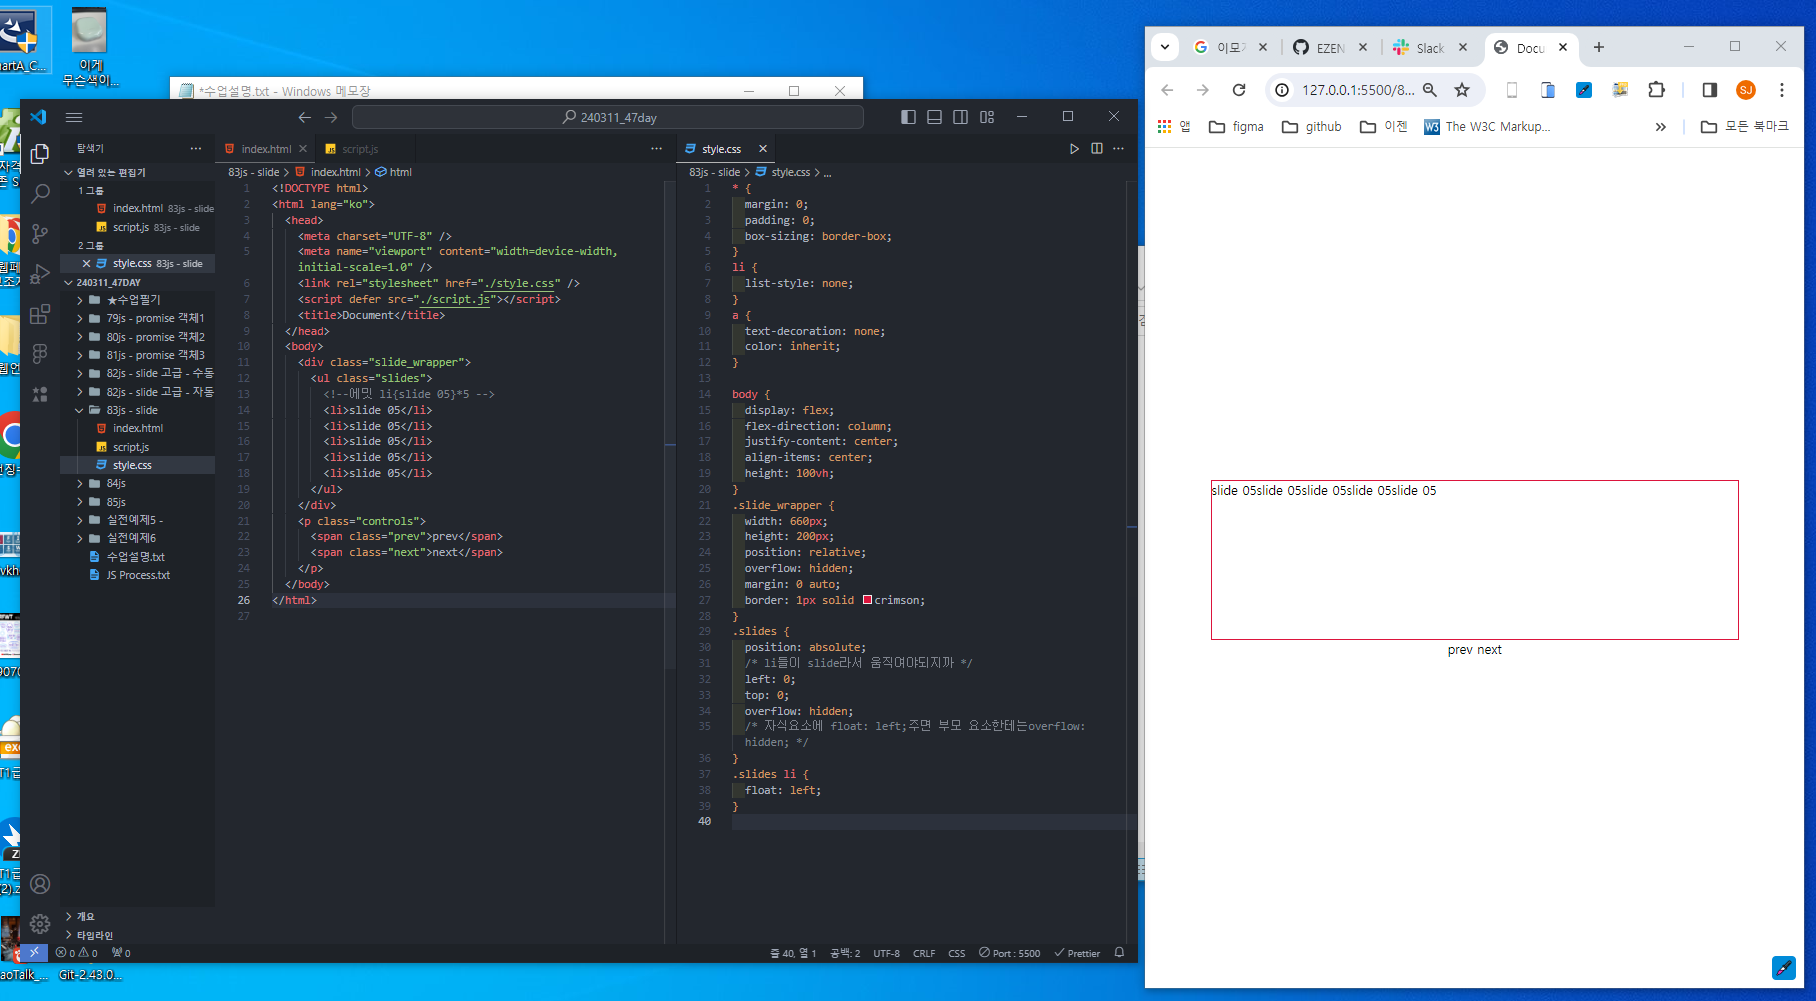 이게
무슨색이...
*수업설명.txt - Windows 메모장
240311_47day
탐색기
열려 있는 편집기
1 그룹
index.html 83js - slide
script.js 83js - slide
2 그룹
style.css 83js - slide
240311_47DAY
★수업필기
79js - promise 객체1
80js - promise 객체2
81js - promise 객체3
82js - slide 고급 - 수동
82js - slide 고급 - 자동
83js - slide
index.html
script.js
style.css
84js
85js
실전예제5 -
실전예제6
수업설명.txt
JS Process.txt
개요
타임라인
index.html
script.js
83js - slide > index.html > html
1 <!DOCTYPE html>
2 <html lang="ko">
3 <head>
4 <meta charset="UTF-8" />
5 <meta name="viewport" content="width=device-width,
initial-scale=1.0" />
6 <link rel="stylesheet" href="./style.css" />
7 <script defer src="./script.js"></script>
8 <title>Document</title>
9 </head>
10 <body>
11 <div class="slide_wrapper">
12 <ul class="slides">
13 <!--에밋 li{slide 05}*5 -->
14 <li>slide 05</li>
15 <li>slide 05</li>
16 <li>slide 05</li>
17 <li>slide 05</li>
18 <li>slide 05</li>
19 </ul>
20 </div>
21 <p class="controls">
22 <span class="prev">prev</span>
23 <span class="next">next</span>
24 </p>
25 </body>
26 </html>
27
style.css
83js - slide > style.css > ...
1 * {
2 margin: 0;
3 padding: 0;
4 box-sizing: border-box;
5 }
6 li {
7 list-style: none;
8 }
9 a {
10 text-decoration: none;
11 color: inherit;
12 }
13
14 body {
15 display: flex;
16 flex-direction: column;
17 justify-content: center;
18 align-items: center;
19 height: 100vh;
20 }
21 .slide_wrapper {
22 width: 660px;
23 height: 200px;
24 position: relative;
25 overflow: hidden;
26 margin: 0 auto;
27 border: 1px solid crimson;
28 }
29 .slides {
30 position: absolute;
31 /* li들이 slide라서 움직여야되지까 */
32 left: 0;
33 top: 0;
34 overflow: hidden;
35 /* 자식요소에 float: left;주면 부모 요소한테는overflow:
hidden; */
36 }
37 .slides li {
38 float: left;
39 }
40
0 0 0
줄 40, 열 1 공백: 2 UTF-8 CRLF CSS Port : 5500 Prettier
Git-2.43.0...
EZEN
Slack
Docu
127.0.0.1:5500/8...
SJ
앱
figma
github
이젠
W3 The W3C Markup...
모든 북마크
slide 05slide 05slide 05slide 05slide 05
prev next